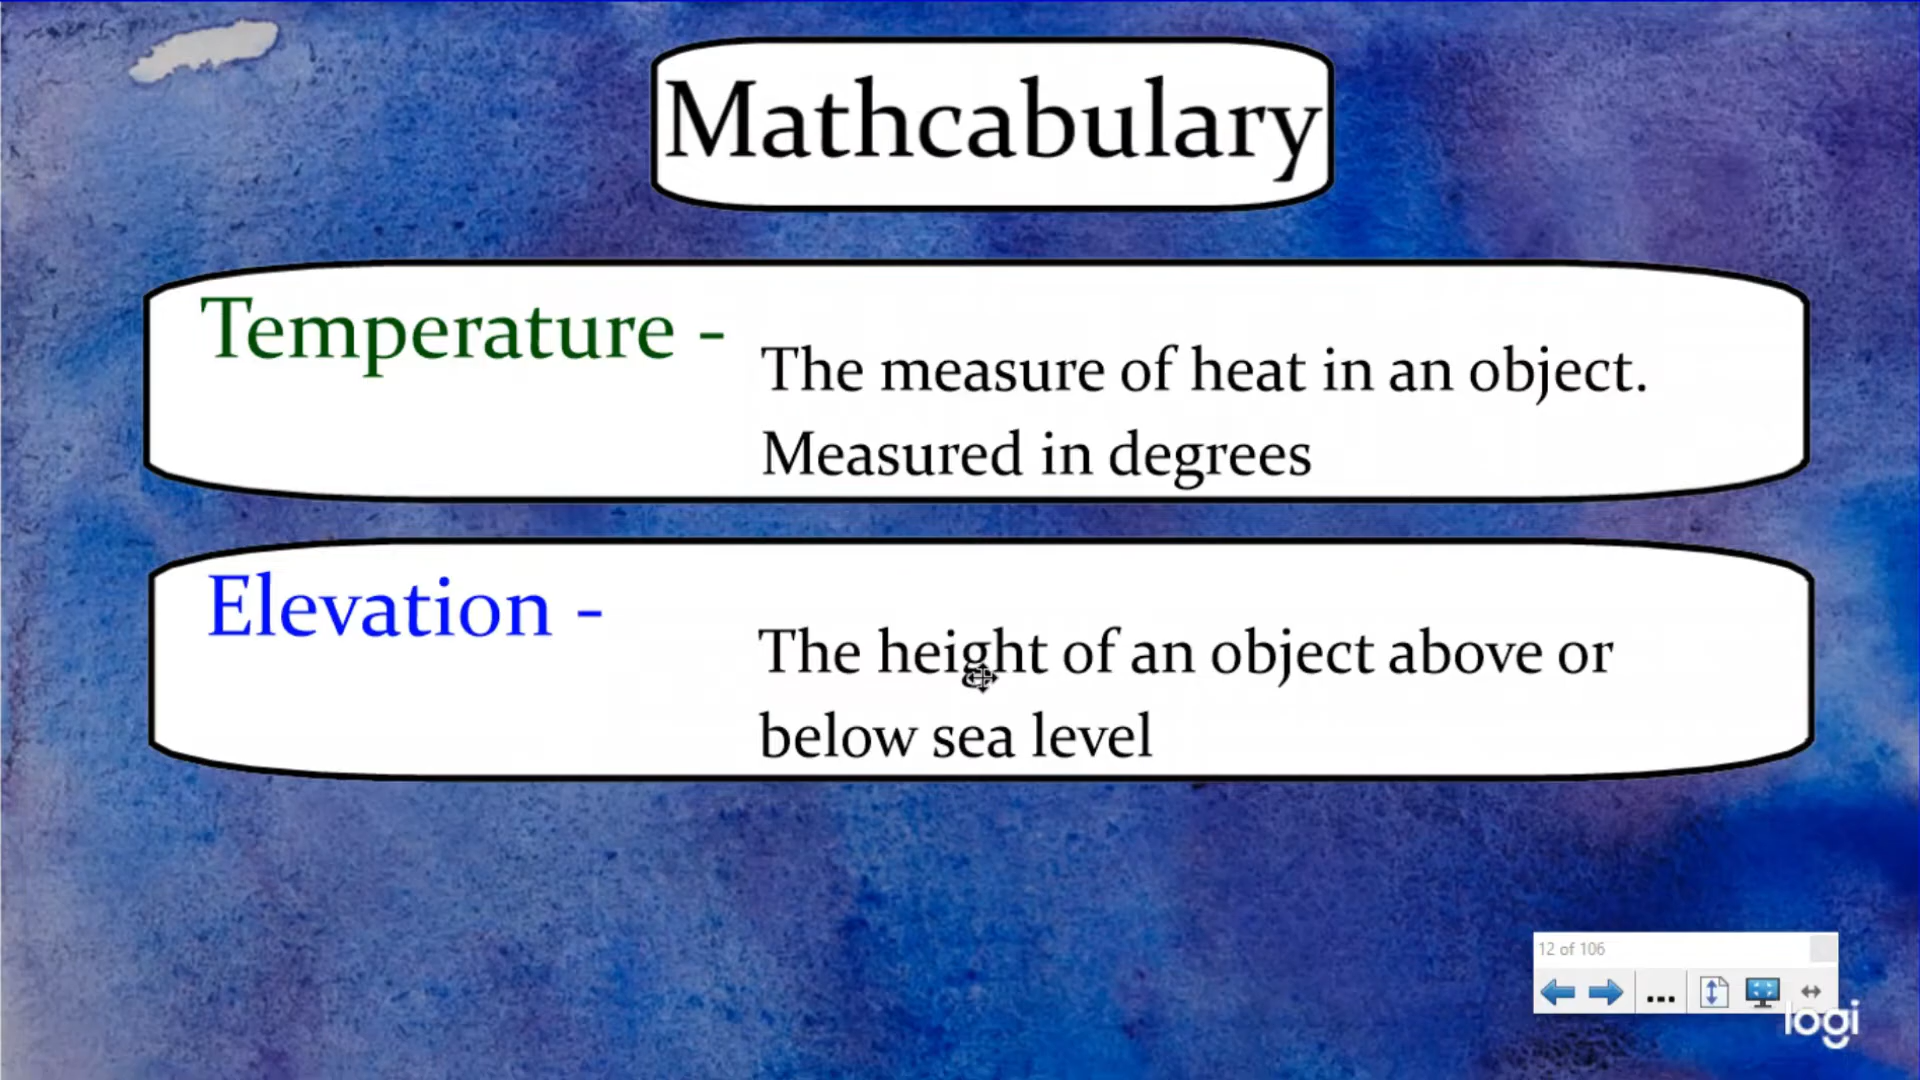 Mathcabulary
Temperature -
The measure of heat in an object.
Measured in degrees
Elevation -
The height of an object above or
below sea level
12 of 106
...
logi